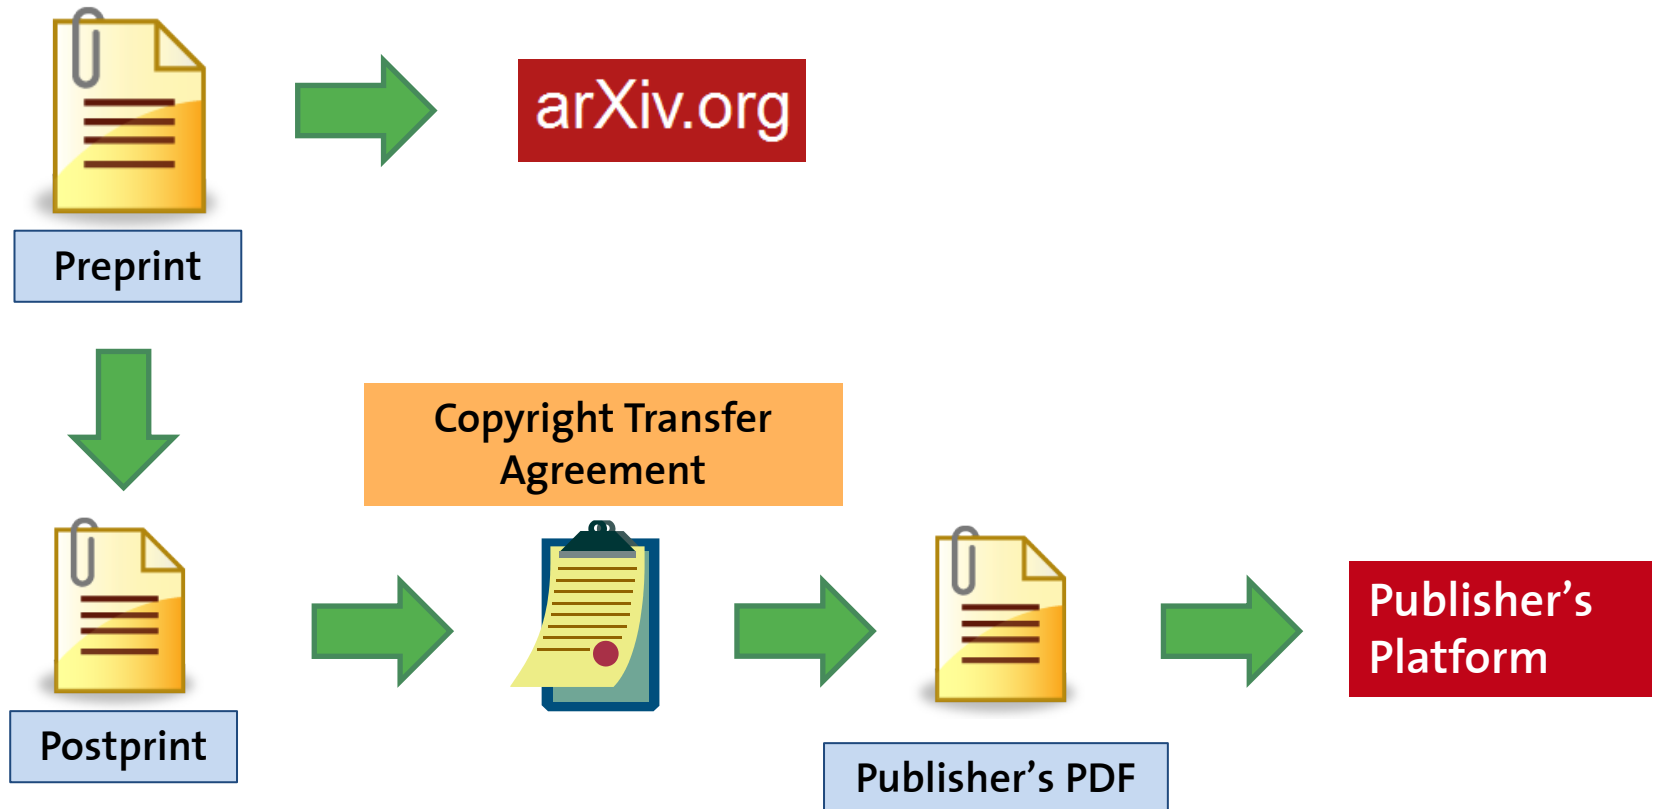 arXiv.org
Preprint
Copyright Transfer
Agreement
Postprint
Publisher’s PDF
Publisher’s
Platform